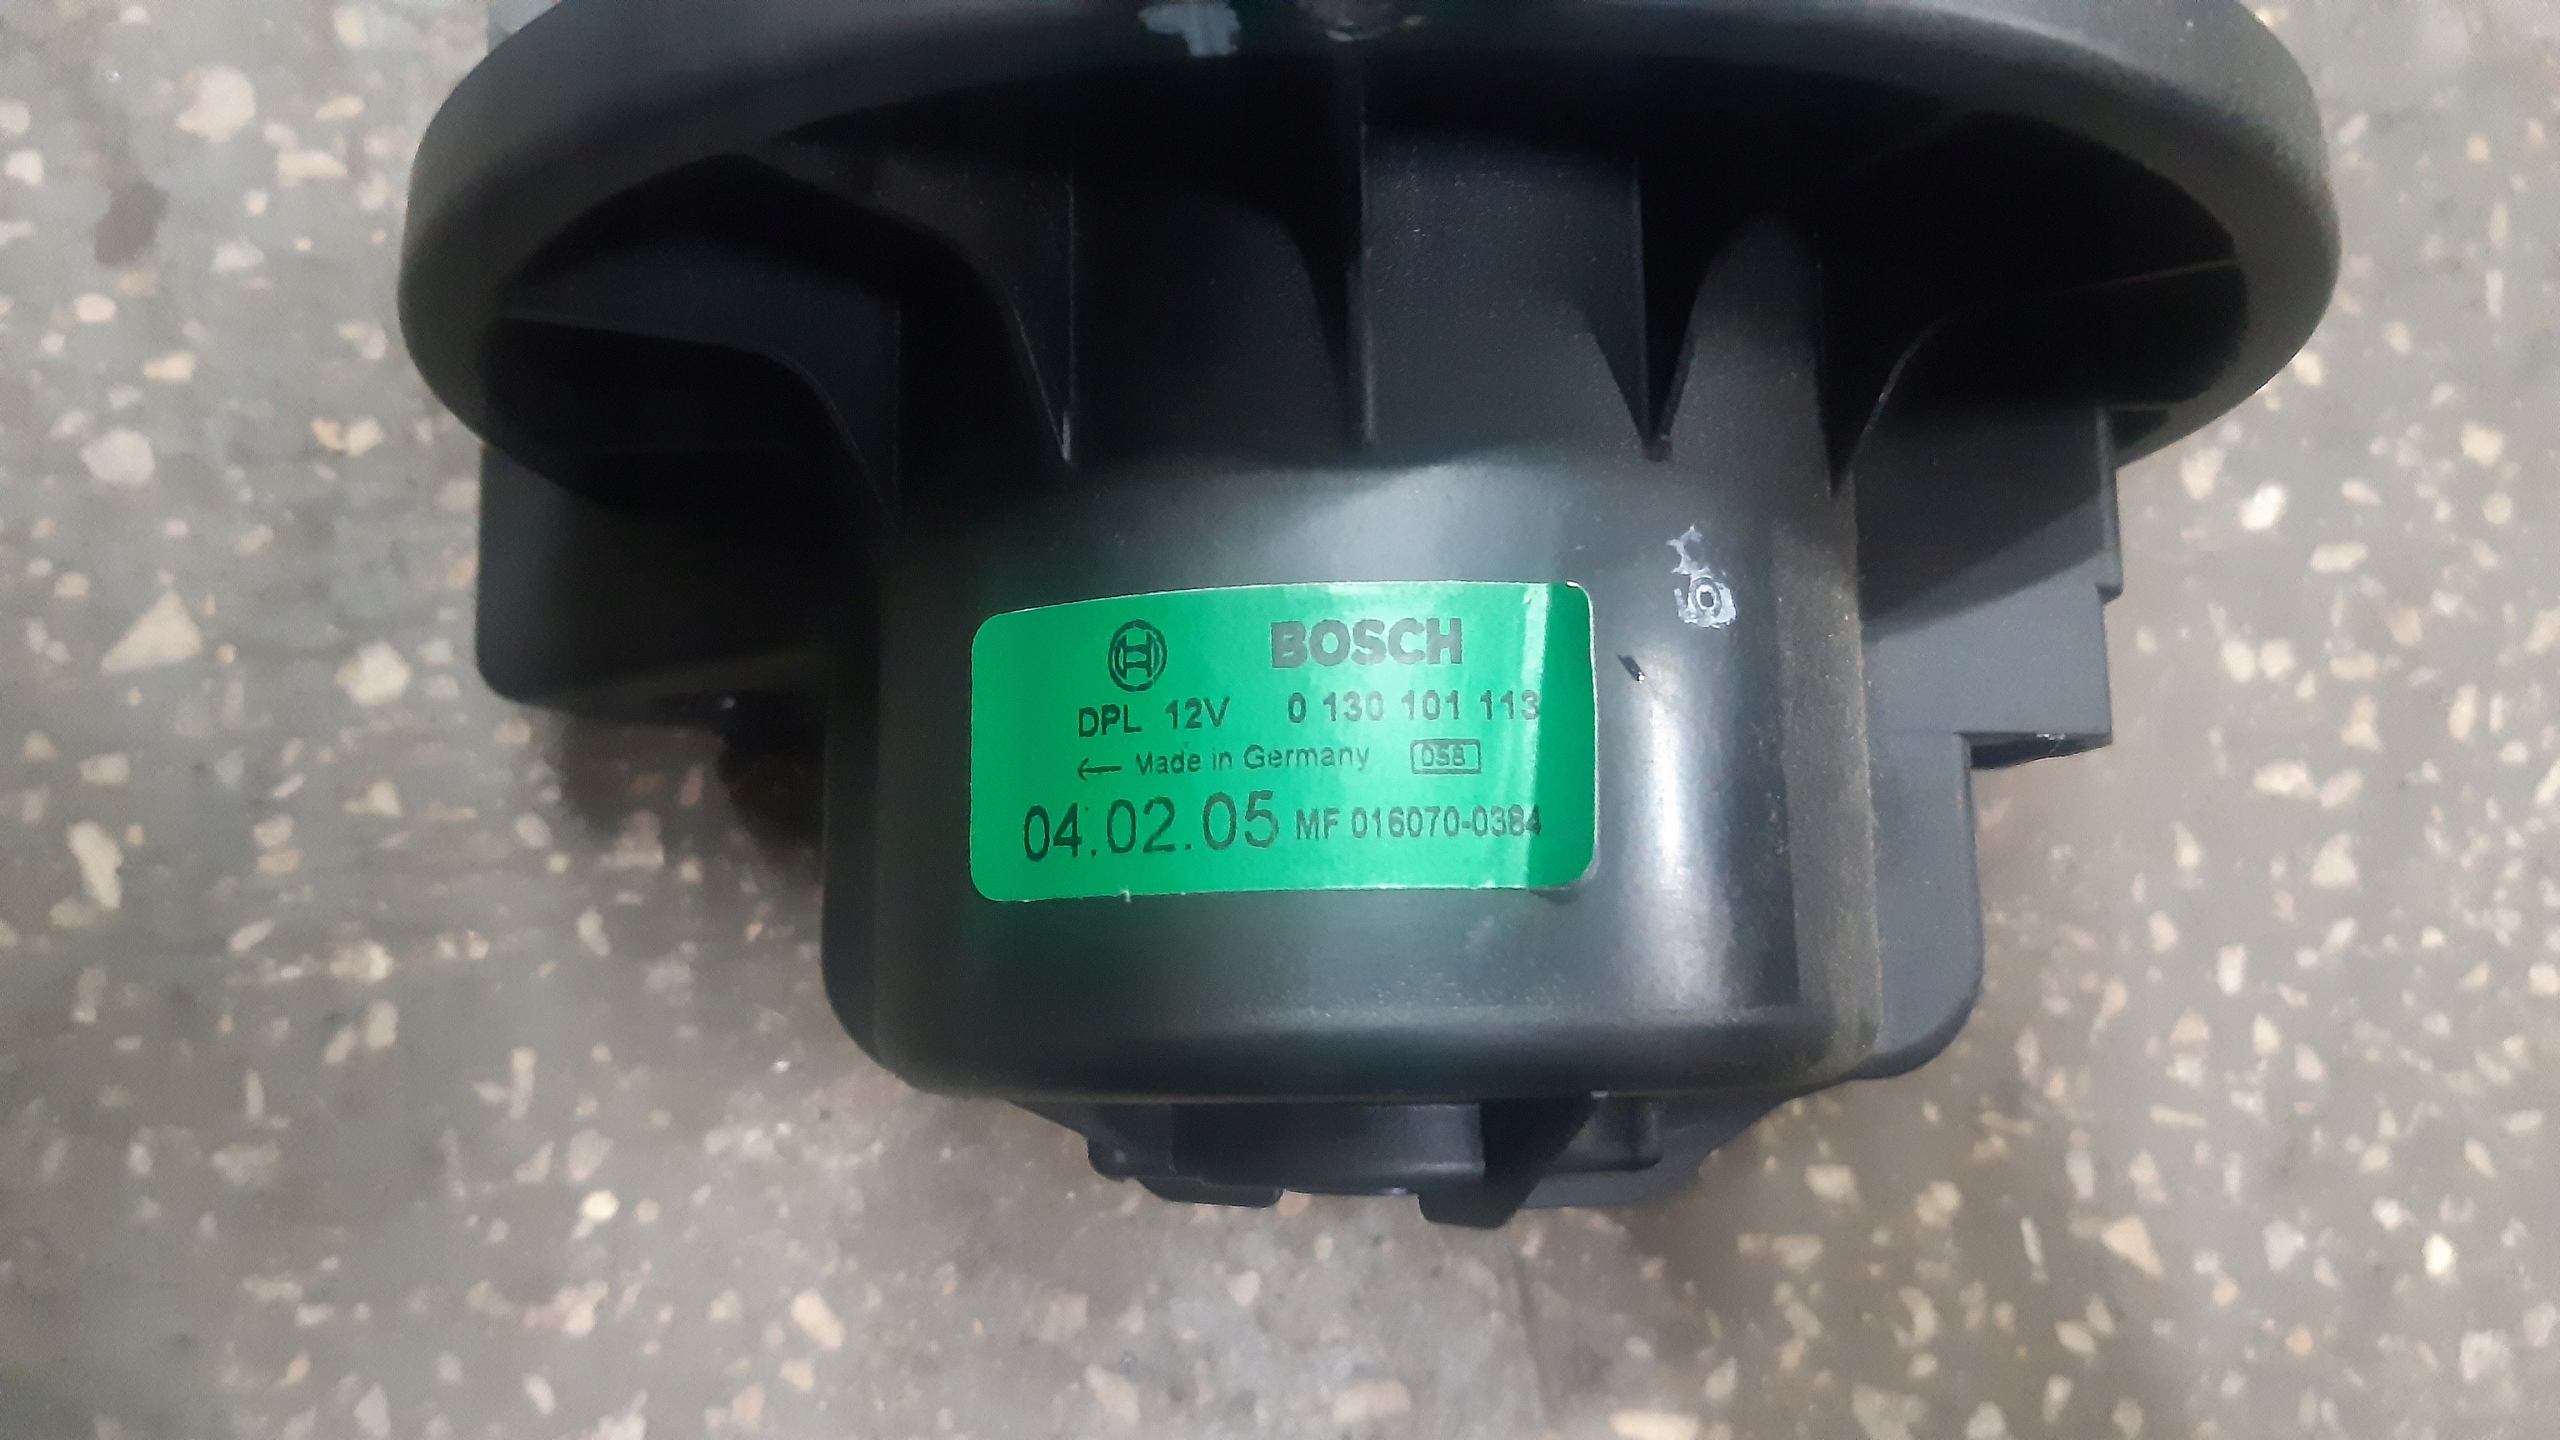 BOSCH
DPL 12V 0 130 101 113
← Made in Germany 058
04.02.05 MF 016070-0384